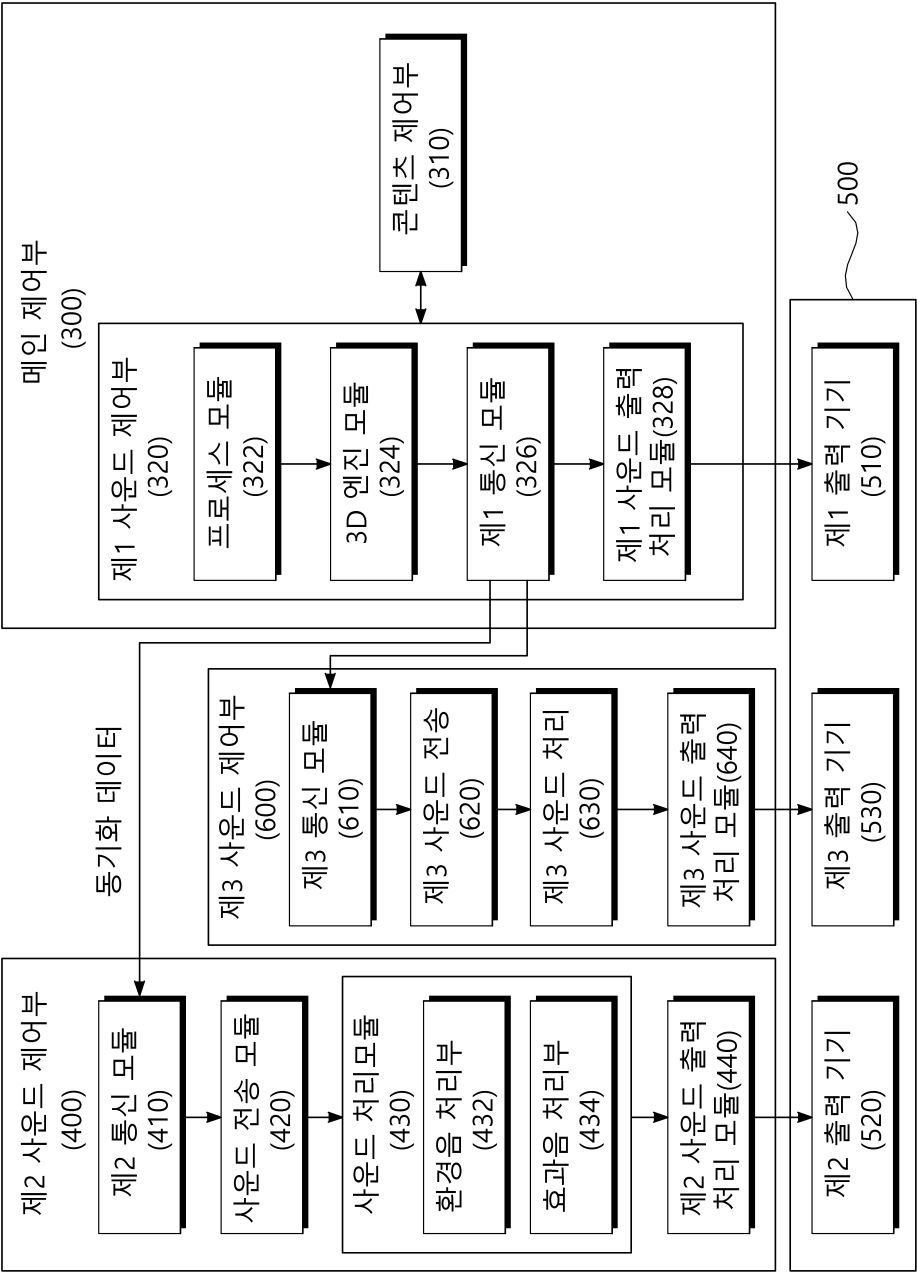 제2 사운드 제어부
(400)
제2 통신 모듈
(410)
사운드 전송 모듈
(420)
사운드 처리모듈
(430)
환경음 처리부
(432)
효과음 처리부
(434)
제2 사운드 출력
처리 모듈(440)
제2 출력 기기
(520)
동기화 데이터
제3 사운드 제어부
(600)
제3 통신 모듈
(610)
제3 사운드 전송
(620)
제3 사운드 처리
(630)
제3 사운드 출력
처리 모듈(640)
제3 출력 기기
(530)
메인 제어부
(300)
제1 사운드 제어부
(320)
프로세스 모듈
(322)
3D 엔진 모듈
(324)
제1 통신 모듈
(326)
제1 사운드 출력
처리 모듈(328)
제1 출력 기기
(510)
콘텐츠 제어부
(310)
500